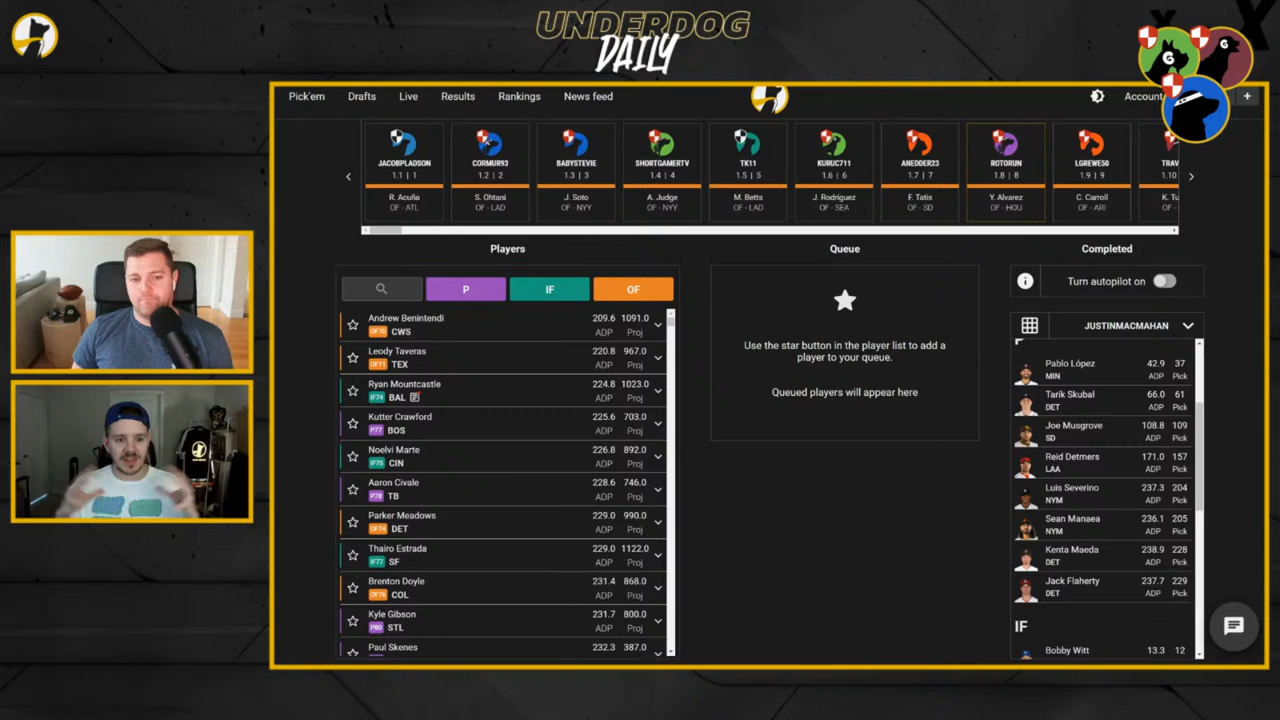 UNDERDOG
DAILY
Pick'em Drafts Live Results Rankings News feed Account +
JACOBPLADSON CORMUR93 BABYSTEVIE SHORTGAMERTV TK11 KURUC711 ANEDDER23 ROTORUN LGREWE50 TRAV
1.1 | 1 1.2 | 2 1.3 | 3 1.4 | 4 1.5 | 5 1.6 | 6 1.7 | 7 1.8 | 8 1.9 | 9 1.10
R. Acuña S. Ohtani J. Soto A. Judge M. Betts J. Rodríguez F. Tatis Y. Alvarez C. Carroll K. Tu
OF - ATL OF - LAD OF - NYY OF - NYY OF - LAD OF - SEA OF - SD OF - HOU OF - ARI OF
Players Queue Completed
P IF OF
Turn autopilot on
Andrew Benintendi 209.6 1091.0
OF70 CWS ADP Proj
Leody Taveras 220.8 967.0
OF71 TEX ADP Proj
Ryan Mountcastle 224.8 1023.0
IF74 BAL ADP Proj
Kutter Crawford 225.6 703.0
P77 BOS ADP Proj
Noelvi Marte 226.8 892.0
IF75 CIN ADP Proj
Aaron Civale 228.6 746.0
P78 TB ADP Proj
Parker Meadows 229.0 990.0
OF74 DET ADP Proj
Thairo Estrada 229.0 1122.0
IF77 SF ADP Proj
Brenton Doyle 231.4 868.0
OF76 COL ADP Proj
Kyle Gibson 231.7 800.0
P80 STL ADP Proj
Paul Skenes 232.3 387.0
Use the star button in the player list to add a
player to your queue.
Queued players will appear here
JUSTINMACMAHAN
Pablo López 42.9 37
MIN ADP Pick
Tarik Skubal 66.0 61
DET ADP Pick
Joe Musgrove 108.8 109
SD ADP Pick
Reid Detmers 171.0 157
LAA ADP Pick
Luis Severino 237.3 204
NYM ADP Pick
Sean Manaea 236.1 205
NYM ADP Pick
Kenta Maeda 238.9 228
DET ADP Pick
Jack Flaherty 237.7 229
DET ADP Pick
IF
Bobby Witt 13.3 12
ADP Pick